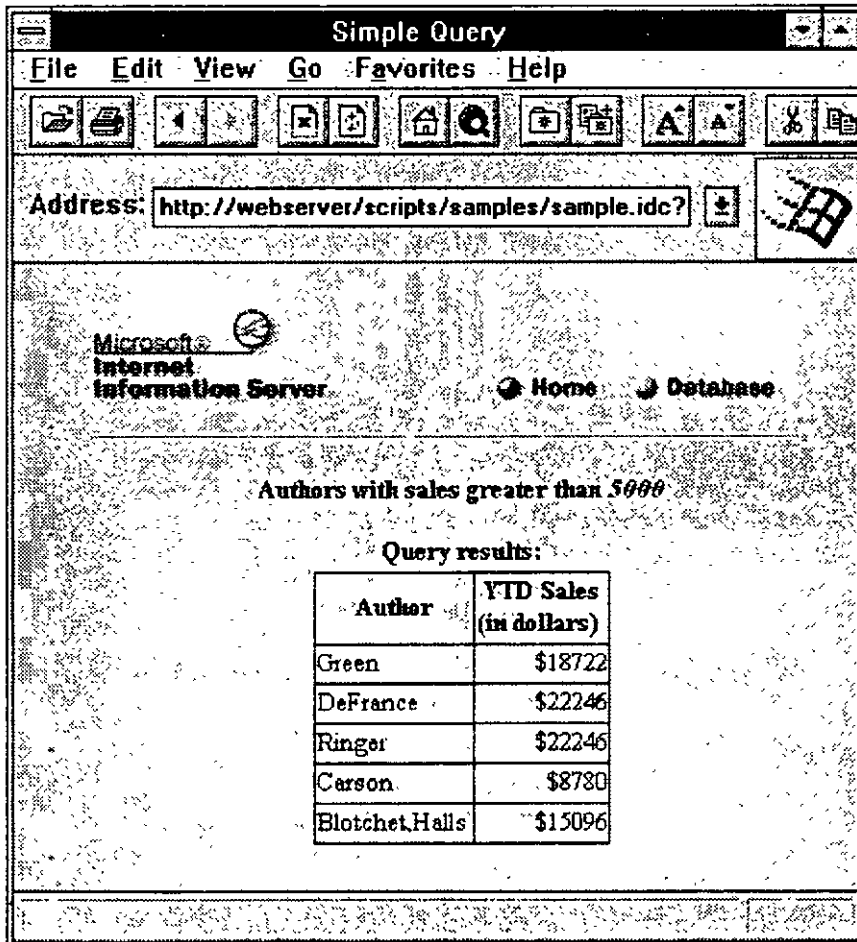 Simple Query
File Edit View Go Favorites Help
A A
Address: http://webserver/scripts/samples/sample.idc?
Microsoft®
Internet
Information Server
Home Database
Authors with sales greater than 5000
Query results:
Author YTD Sales
(in dollars)
Green $18722
DeFrance $22246
Ringer $22246
Carson $8780
Blotchet,Halls $15096